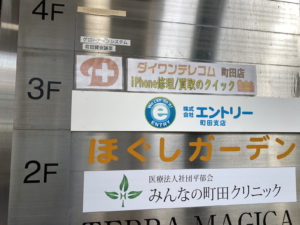 4F
3F
ダイワンテレコム 町田店
iPhone修理/買取のクイック
株式会社 エントリー
町田支店
ENTRY
2F
ほぐしガーデン
医療法社団平郁会
みんなの町田クリニック
TERRA MAGICA